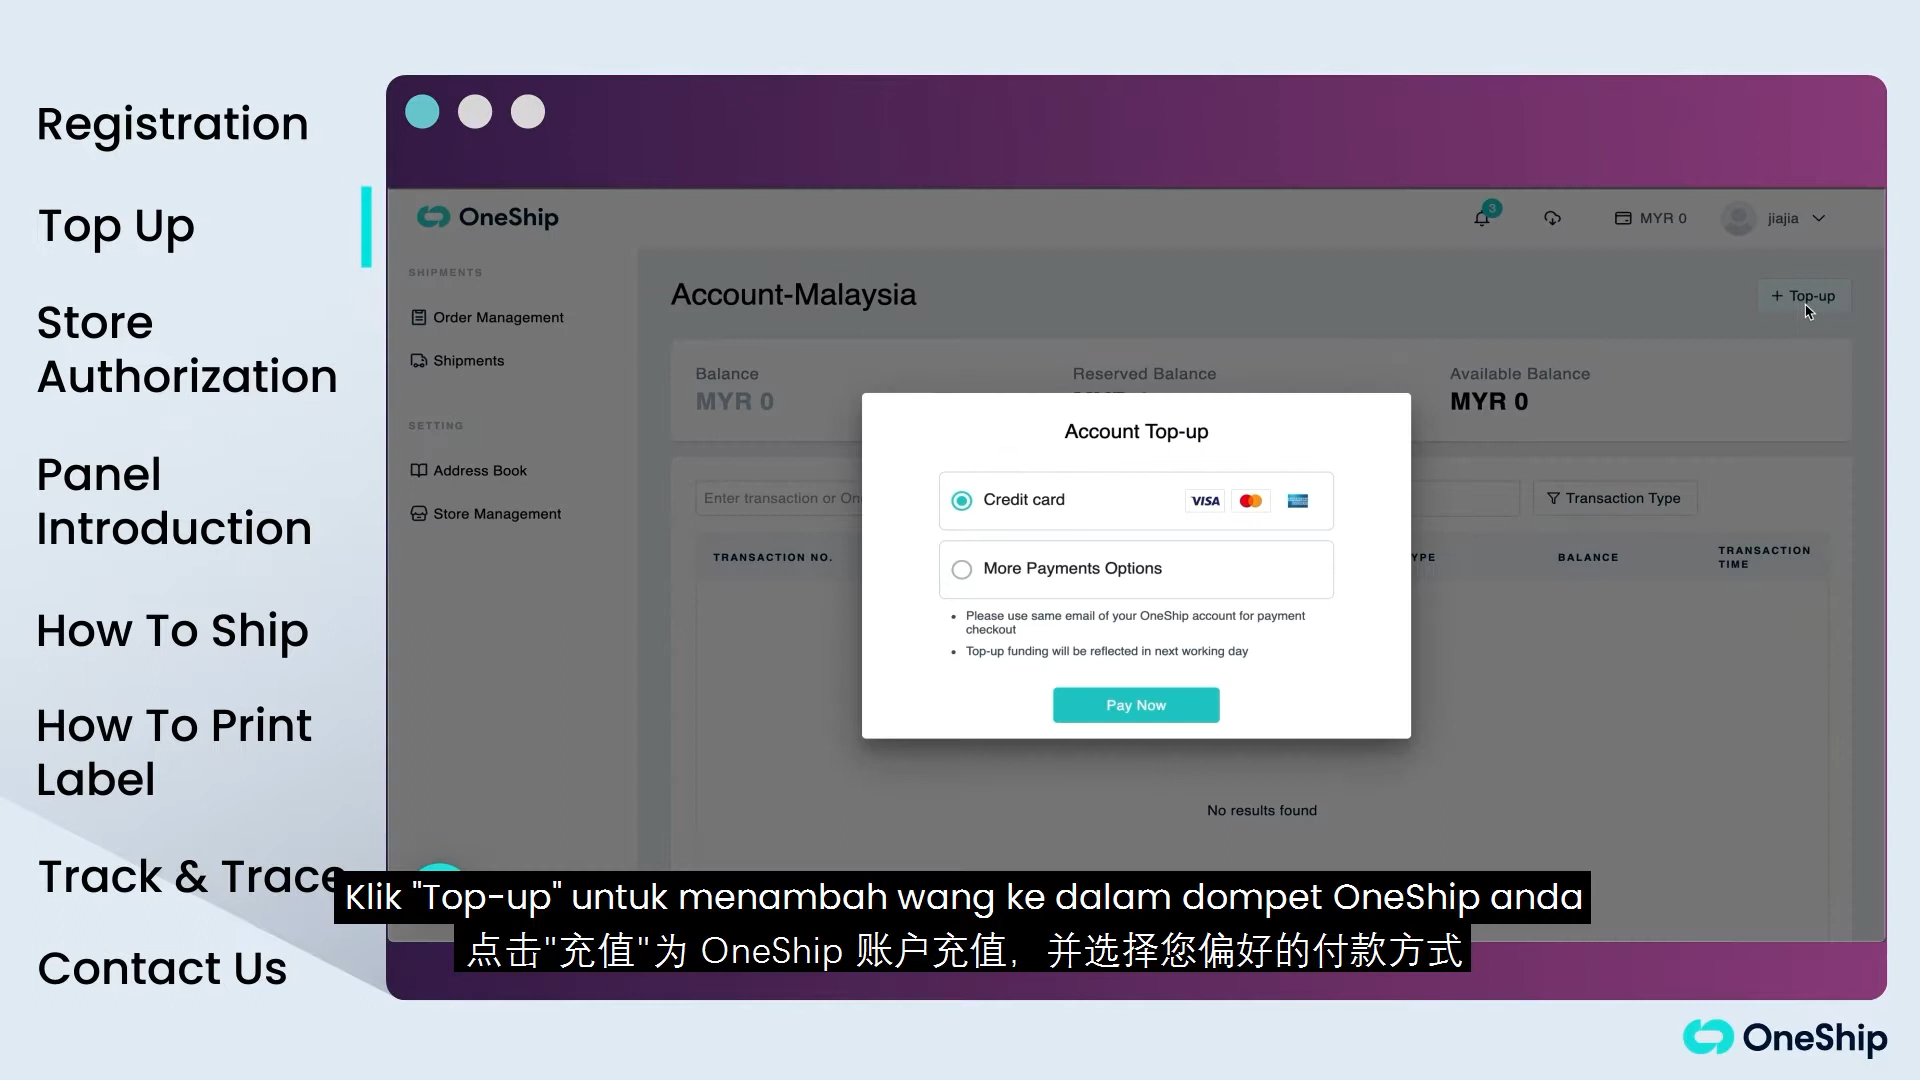 Registration
Top Up
Store
Authorization
Panel
Introduction
How To Ship
How To Print
Label
Track & Trace
Contact Us
OneShip
3
MYR 0
jiajia
SHIPMENTS
Order Management
Shipments
SETTING
Address Book
Store Management
Account-Malaysia
+ Top-up
Balance
MYR 0
Reserved Balance
Available Balance
MYR 0
Enter transaction or On
Transaction Type
TRANSACTION NO.
YPE
BALANCE
TRANSACTION
TIME
No results found
Account Top-up
Credit card
VISA
More Payments Options
• Please use same email of your OneShip account for payment
checkout
• Top-up funding will be reflected in next working day
Pay Now
Klik "Top-up" untuk menambah wang ke dalam dompet OneShip anda
点击"充值"为 OneShip 账户充值，并选择您偏好的付款方式
OneShip